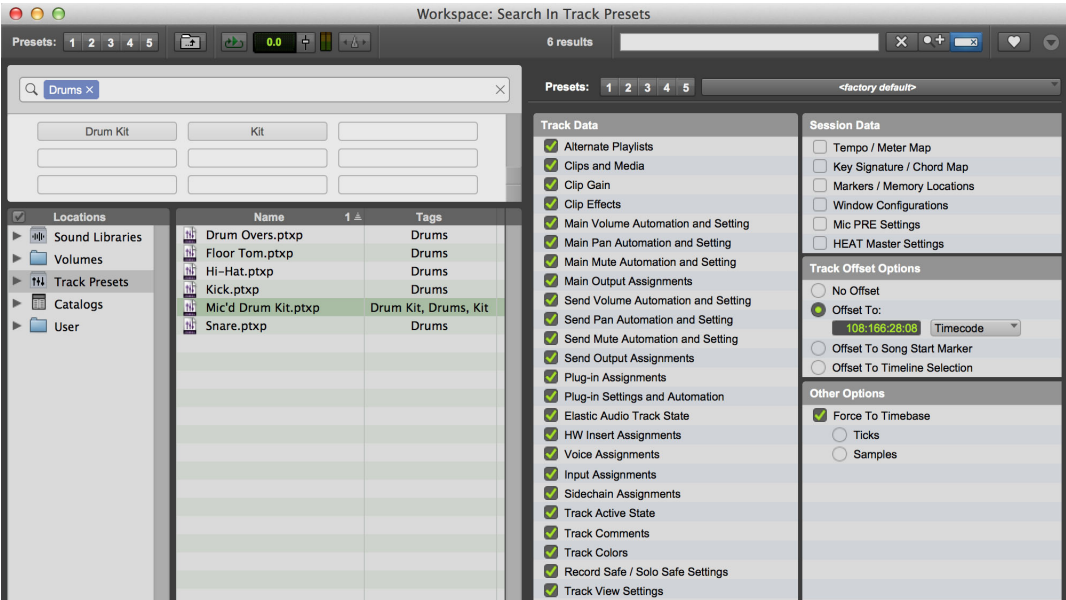 Workspace: Search In Track Presets
Presets: 1 2 3 4 5 0.0 6 results
Drums ×
Drum Kit Kit
Locations
Sound Libraries
Volumes
Track Presets
Catalogs
User
Name 1 Tags
Drum Overs.ptxp Drums
Floor Tom.ptxp Drums
Hi-Hat.ptxp Drums
Kick.ptxp Drums
Mic'd Drum Kit.ptxp Drum Kit, Drums, Kit
Snare.ptxp Drums
Presets: 1 2 3 4 5 <factory default>
Track Data
Alternate Playlists
Clips and Media
Clip Gain
Clip Effects
Main Volume Automation and Setting
Main Pan Automation and Setting
Main Mute Automation and Setting
Main Output Assignments
Send Volume Automation and Setting
Send Pan Automation and Setting
Send Mute Automation and Setting
Send Output Assignments
Plug-in Assignments
Plug-in Settings and Automation
Elastic Audio Track State
HW Insert Assignments
Voice Assignments
Input Assignments
Sidechain Assignments
Track Active State
Track Comments
Track Colors
Record Safe / Solo Safe Settings
Track View Settings
Session Data
Tempo / Meter Map
Key Signature / Chord Map
Markers / Memory Locations
Window Configurations
Mic PRE Settings
HEAT Master Settings
Track Offset Options
No Offset
Offset To:
108:166:28:08 Timecode
Offset To Song Start Marker
Offset To Timeline Selection
Other Options
Force To Timebase
Ticks
Samples